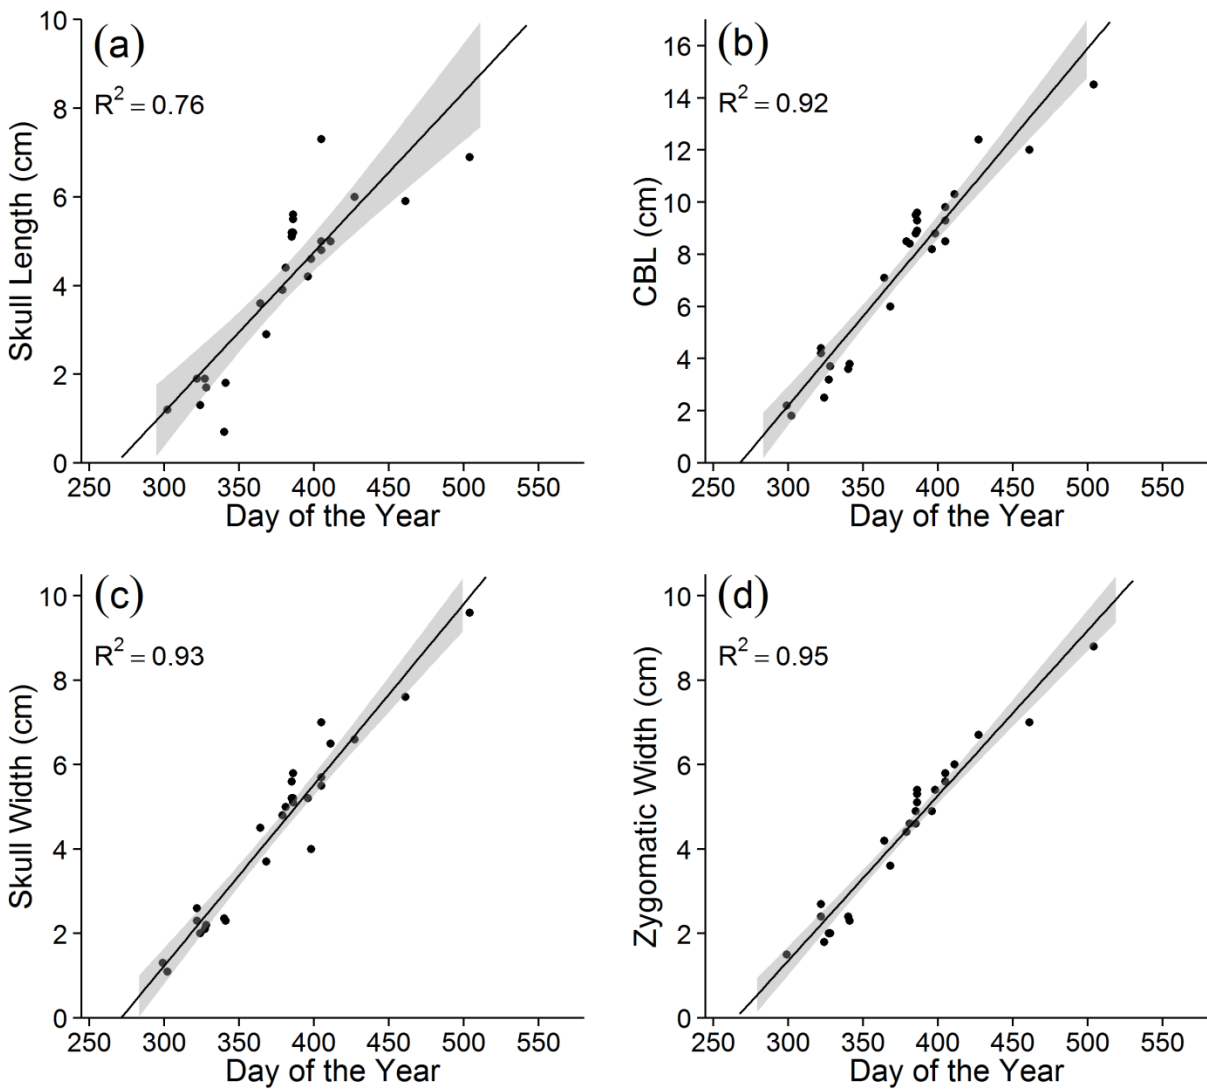 (a)
R² = 0.76
Skull Length (cm)
10
8
6
4
2
0
250 300 350 400 450 500 550
Day of the Year
(b)
R² = 0.92
CBL (cm)
16
14
12
10
8
6
4
2
0
250 300 350 400 450 500 550
Day of the Year
(c)
R² = 0.93
Skull Width (cm)
10
8
6
4
2
0
250 300 350 400 450 500 550
Day of the Year
(d)
R² = 0.95
Zygomatic Width (cm)
10
8
6
4
2
0
250 300 350 400 450 500 550
Day of the Year